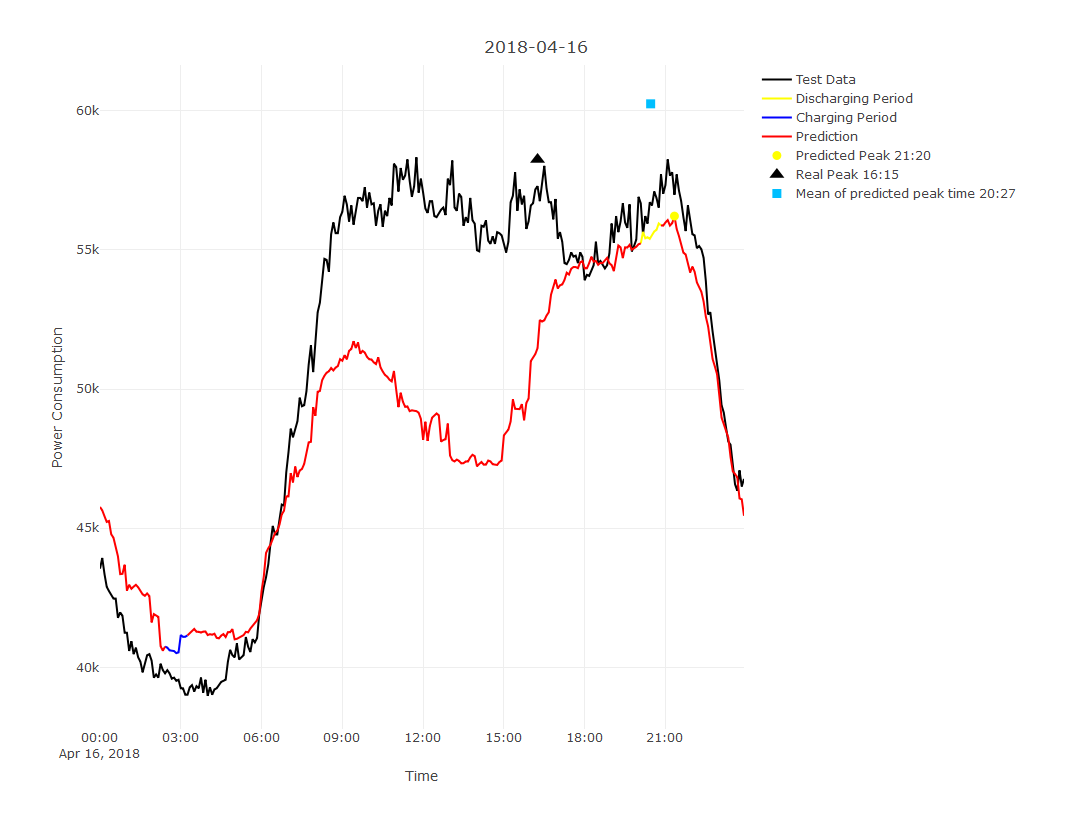 2018-04-16
Test Data
Discharging Period
Charging Period
Prediction
Predicted Peak 21:20
Real Peak 16:15
Mean of predicted peak time 20:27
60k
55k
50k
45k
40k
Power Consumption
00:00 03:00 06:00 09:00 12:00 15:00 18:00 21:00
Apr 16, 2018
Time